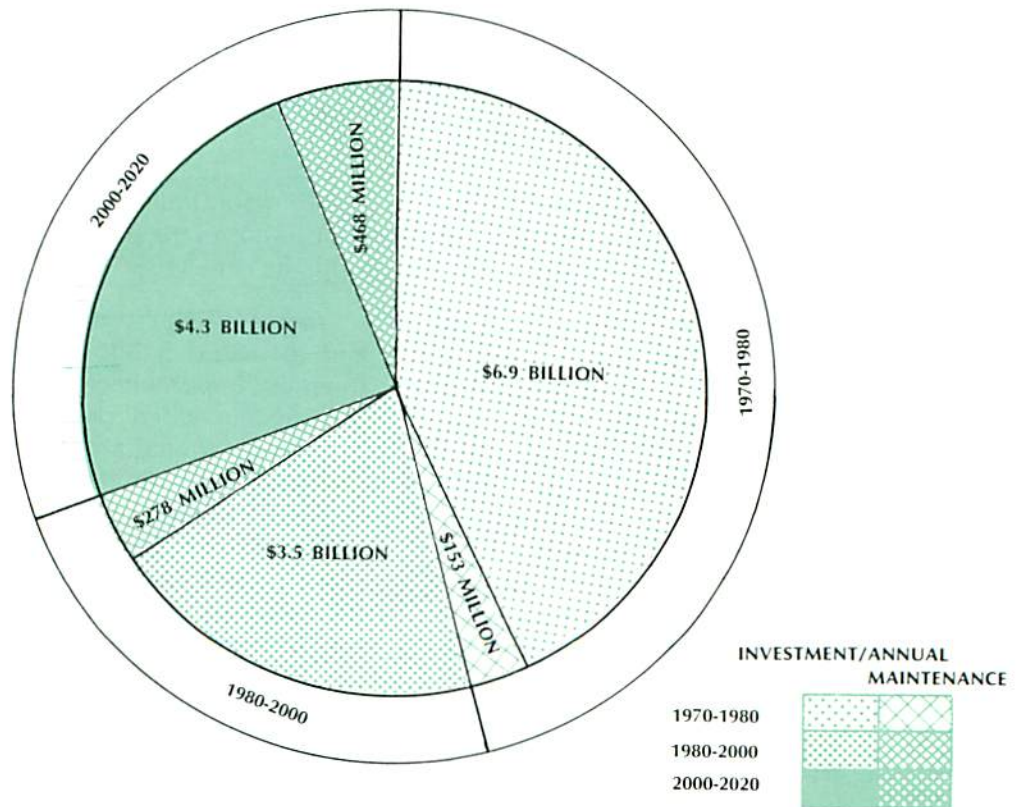 2000-2020
$468 MILLION
$4.3 BILLION
$6.9 BILLION
1970-1980
$278 MILLION
$3.5 BILLION
$153 MILLION
1980-2000
INVESTMENT/ANNUAL
MAINTENANCE
1970-1980
1980-2000
2000-2020